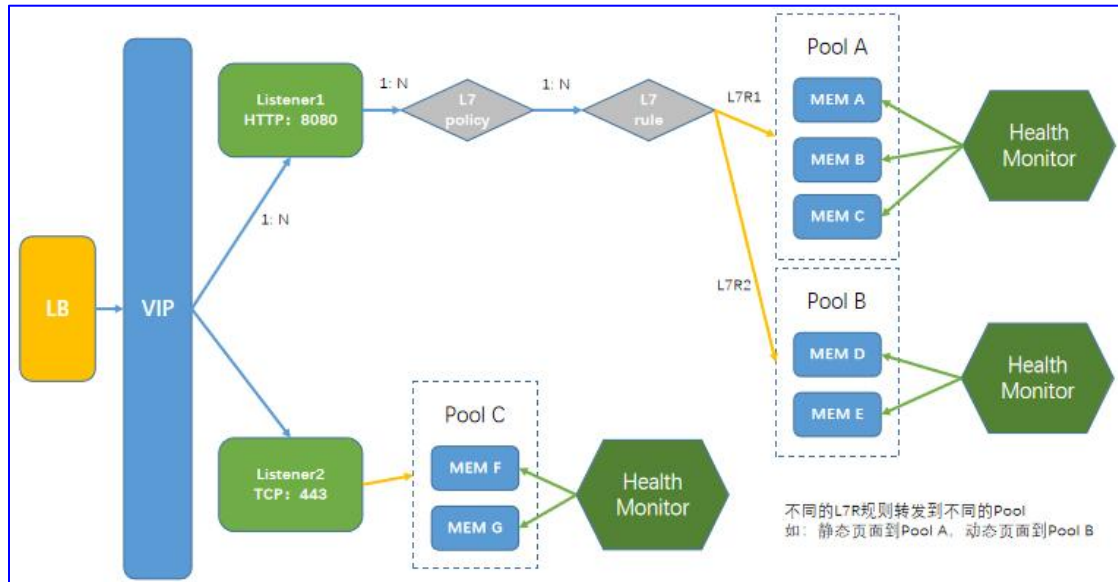 Pool A
Listener1
HTTP：8080
1: N
L7
policy
1: N
L7
rule
L7R1
MEM A
MEM B
MEM C
Health
Monitor
1: N
LB
VIP
L7R2
Pool B
MEM D
MEM E
Health
Monitor
Pool C
Listener2
TCP：443
MEM F
MEM G
Health
Monitor
不同的L7R规则转发到不同的Pool
如：静态页面到Pool A，动态页面到Pool B